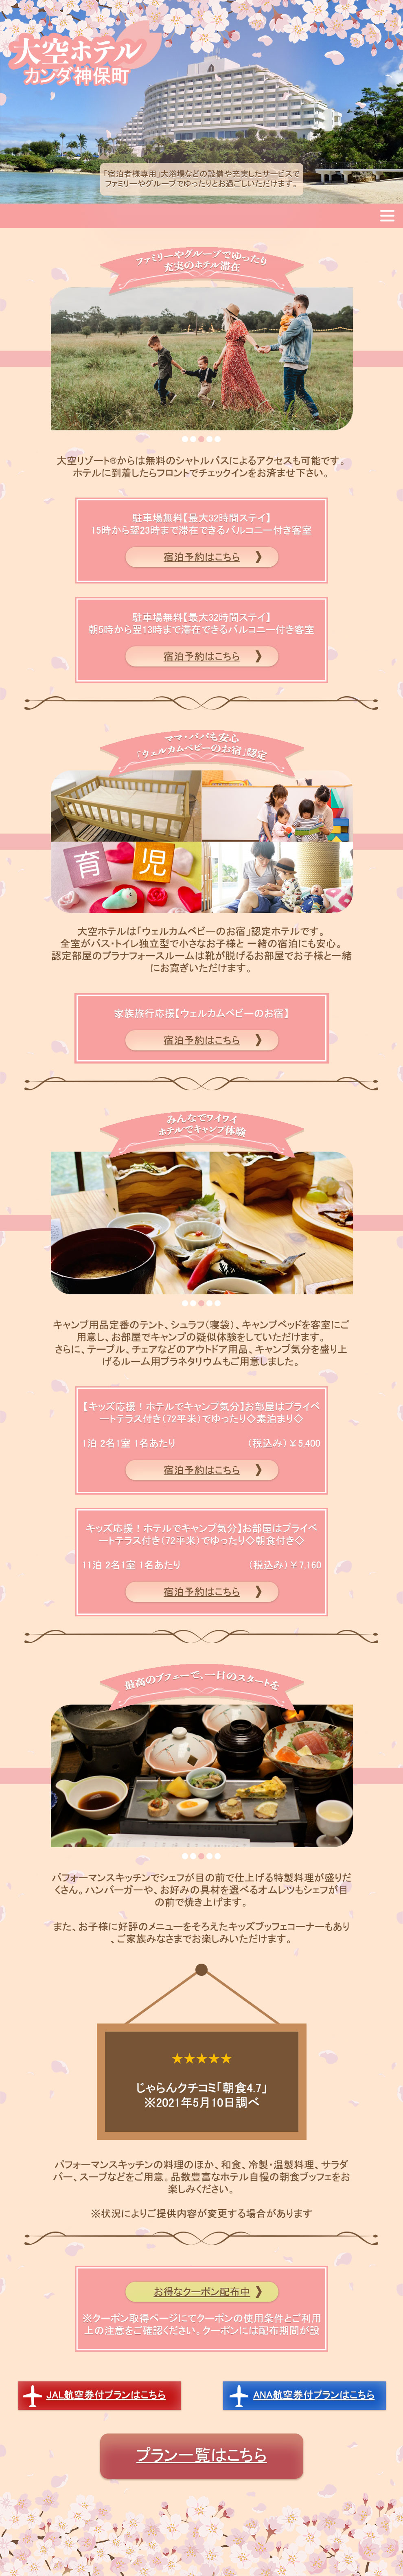 大空ホテル
カンダ神保町
「宿泊者様専用」大浴場などの設備や充実したサービスで
ファミリーやグループでゆったりとお過ごしいただけます。
ファミリーやグループでゆったり
充実のホテル滞在
大空リゾート®からは無料のシャトルバスによるアクセスも可能です。
ホテルに到着したらフロントでチェックインをお済ませ下さい。
駐車場無料【最大32時間ステイ】
15時から翌23時まで滞在できるバルコニー付き客室
宿泊予約はこちら
駐車場無料【最大32時間ステイ】
朝5時から翌13時まで滞在できるバルコニー付き客室
宿泊予約はこちら
ママ・パパも安心
「ウェルカムベビーのお宿」認定
育児
大空ホテルは「ウェルカムベビーのお宿」認定ホテルです。
全室がバス・トイレ独立型で小さなお子様と 一緒の宿泊にも安心。
認定部屋のプラナフォースルームは靴が脱げるお部屋でお子様と一緒
にお寛ぎいただけます。
家族旅行応援【ウェルカムベビーのお宿】
宿泊予約はこちら
みんなでワイワイ
ホテルでキャンプ体験
キャンプ用品定番のテント、シュラフ（寝袋）、キャンプベッドを客室にご
用意し、お部屋でキャンプの疑似体験をしていただけます。
さらに、テーブル、チェアなどのアウトドア用品、キャンプ気分を盛り上
げるルーム用プラネタリウムもご用意しました。
【キッズ応援！ホテルでキャンプ気分】お部屋はプライベ
ートテラス付き（72平米）でゆったり◇素泊まり◇
1泊 2名1室 1名あたり （税込み）￥5,400
宿泊予約はこちら
キッズ応援！ホテルでキャンプ気分】お部屋はプライベ
ートテラス付き（72平米）でゆったり◇朝食付き◇
11泊 2名1室 1名あたり （税込み）￥7,160
宿泊予約はこちら
最高のブフェーで、一日のスタートを
パフォーマンスキッチンでシェフが目の前で仕上げる特製料理が盛りだ
くさん。ハンバーガーや、お好みの具材を選べるオムレツもシェフが目
の前で焼き上げます。
また、お子様に好評のメニューをそろえたキッズブッフェコーナーもあり
、ご家族みなさまでお楽しみいただけます。
★★★★★
じゃらんクチコミ「朝食4.7」
※2021年5月10日調べ
パフォーマンスキッチンの料理のほか、和食、冷製・温製料理、サラダ
バー、スープなどをご用意。品数豊富なホテル自慢の朝食ブッフェをお
楽しみください。
※状況によりご提供内容が変更する場合があります
お得なクーポン配布中
※クーポン取得ページにてクーポンの使用条件とご利用
上の注意をご確認ください。クーポンには配布期間が設
JAL航空券付プランはこちら
ANA航空券付プランはこちら
プラン一覧はこちら